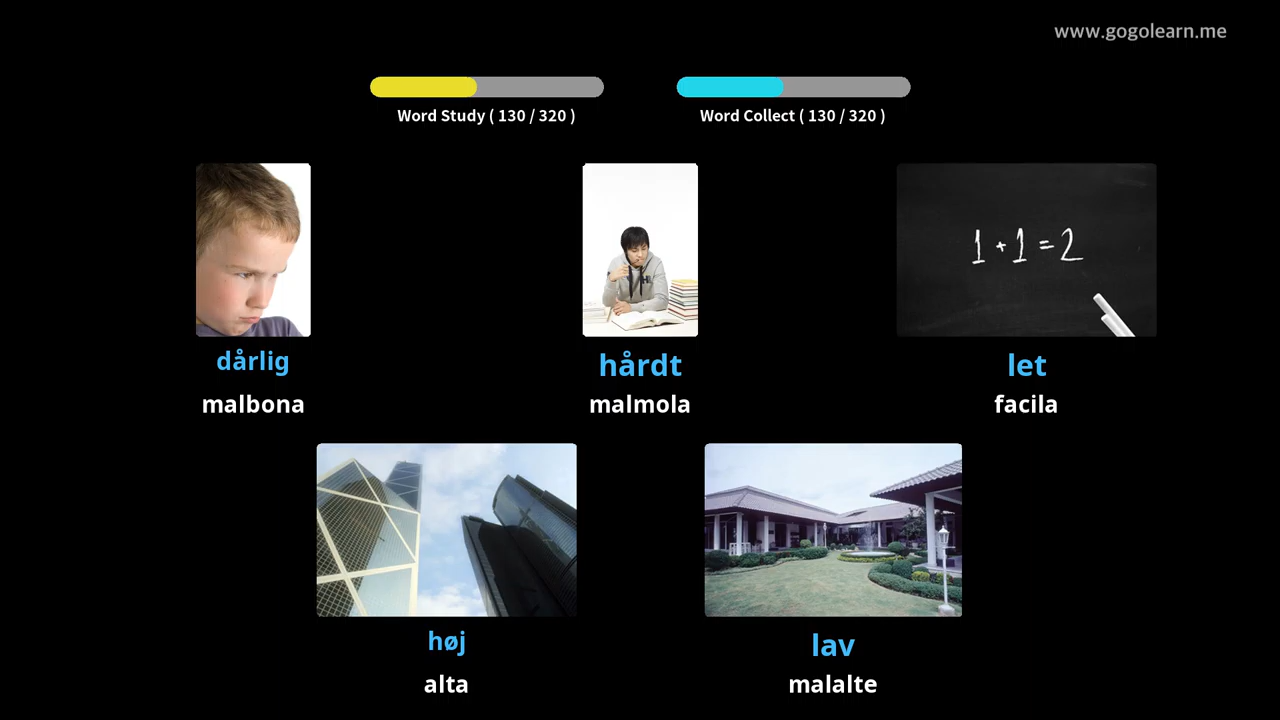 www.gogolearn.me
Word Study ( 130 / 320 )
Word Collect ( 130 / 320 )
1 + 1 = 2
dårlig
hårdt
let
malbona
malmola
facila
høj
lav
alta
malalte